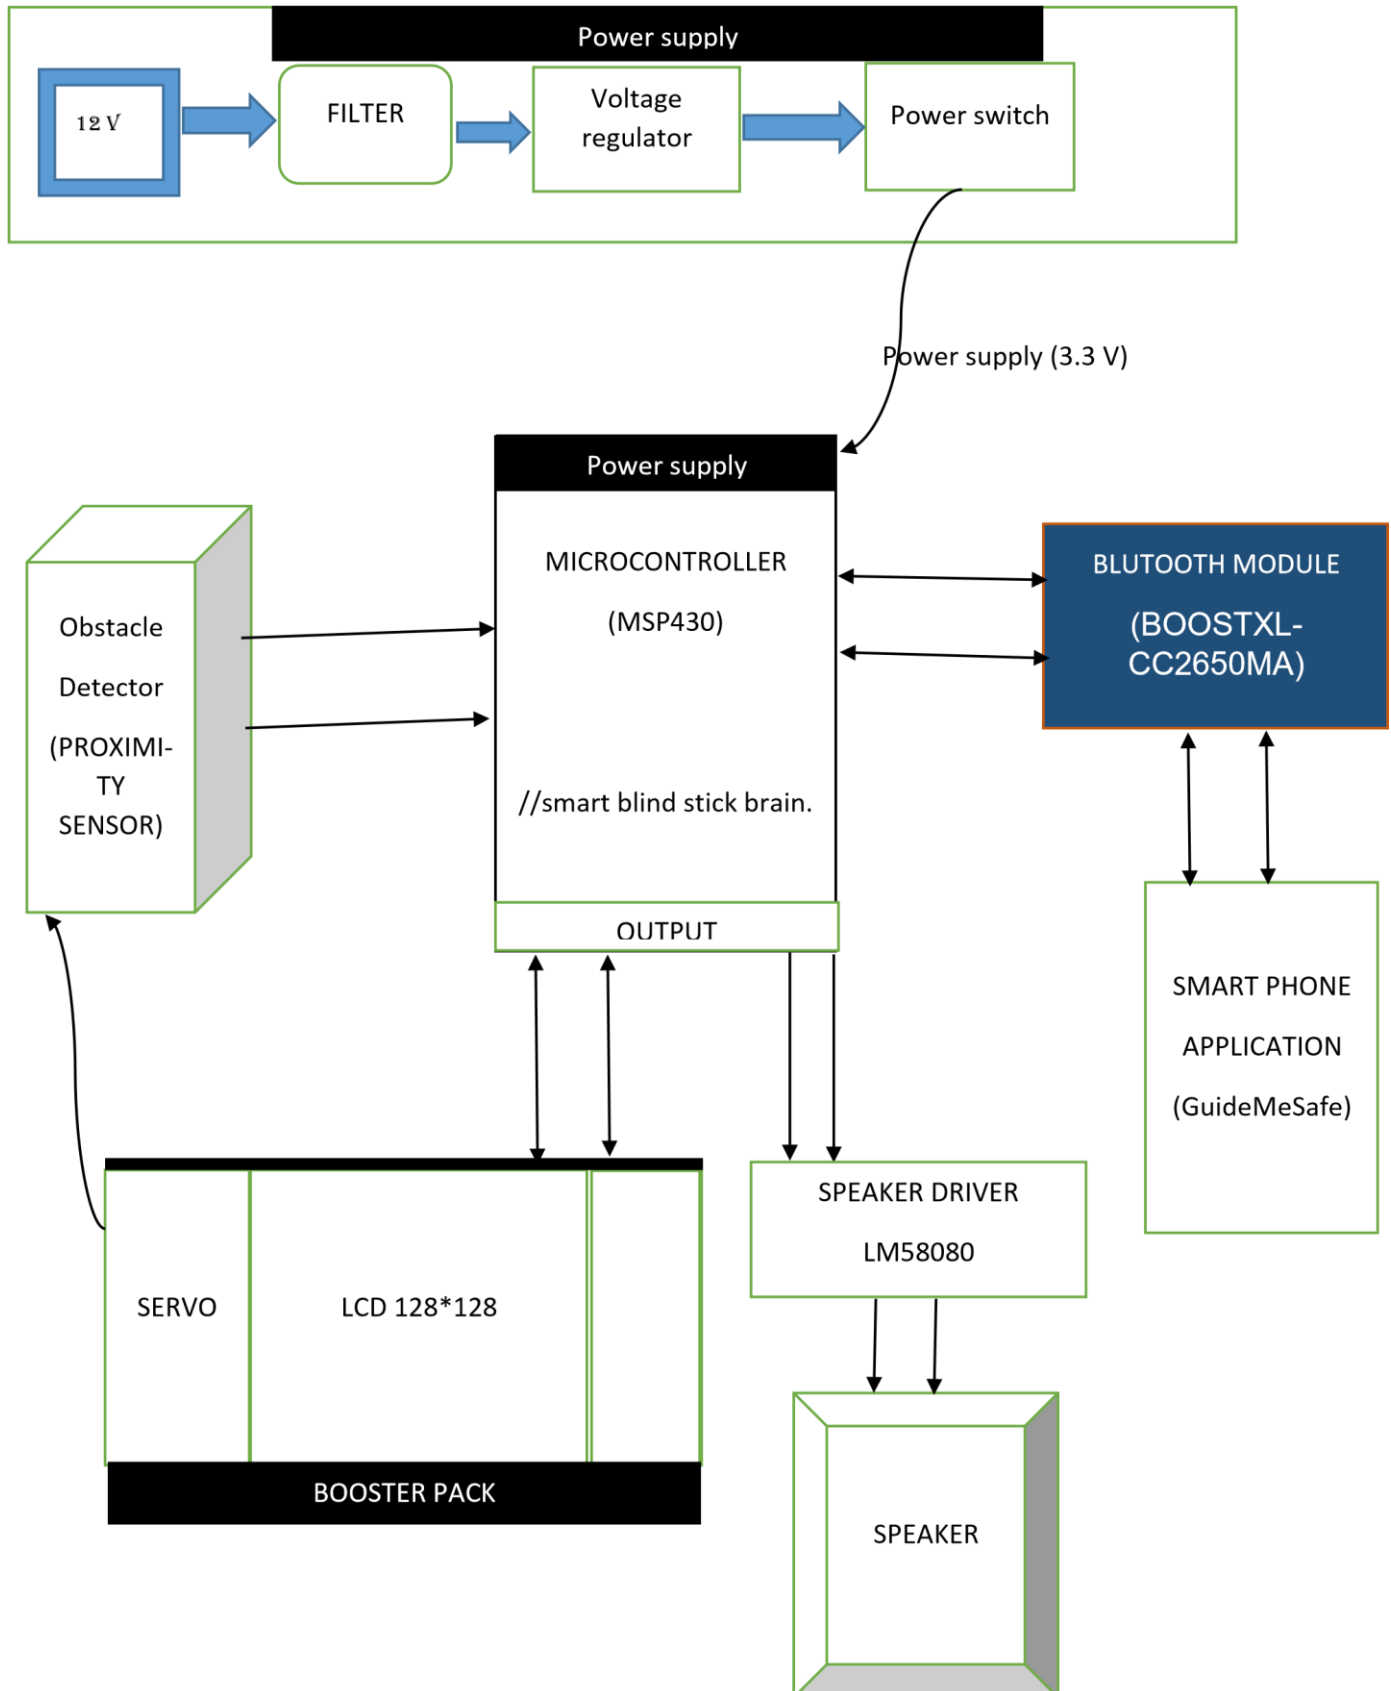 Power supply
12 V
FILTER
Voltage
regulator
Power switch
Power supply (3.3 V)
Power supply
MICROCONTROLLER
(MSP430)
//smart blind stick brain.
OUTPUT
Obstacle
Detector
(PROXIMI-
TY
SENSOR)
BLUTOOTH MODULE
(BOOSTXL-
CC2650MA)
SMART PHONE
APPLICATION
(GuideMeSafe)
SPEAKER DRIVER
LM58080
SERVO
LCD 128*128
BOOSTER PACK
SPEAKER